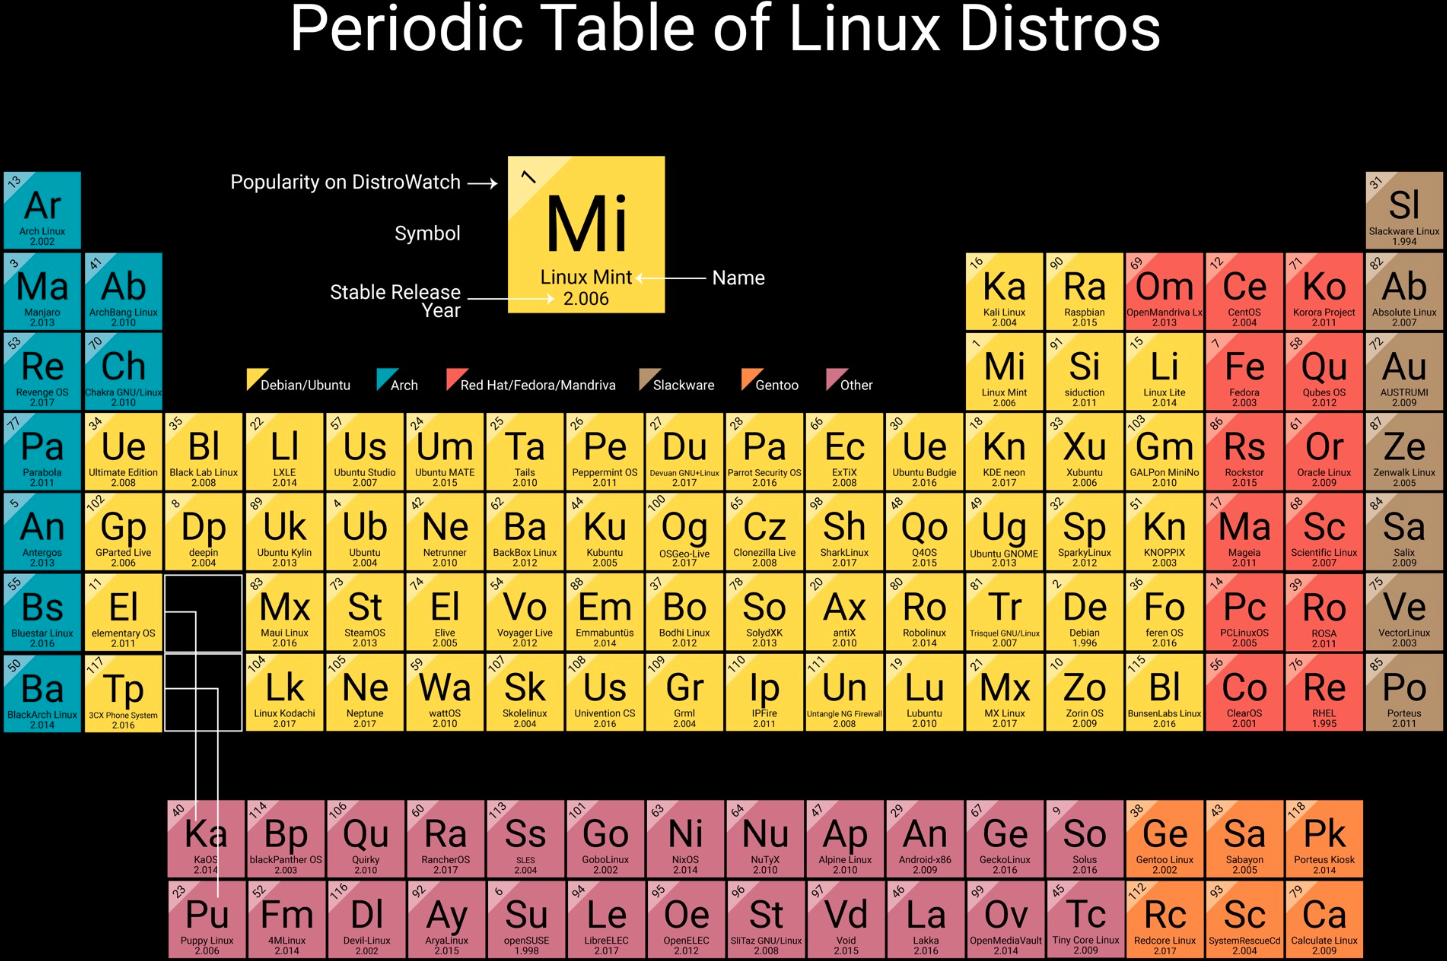 Periodic Table of Linux Distros
Popularity on DistroWatch
Symbol
Stable Release
Year
1
Mi
Linux Mint
2.006
Name
Debian/Ubuntu
Arch
Red Hat/Fedora/Mandriva
Slackware
Gentoo
Other
13
Ar
Arch Linux
2.002
31
Sl
Slackware Linux
1.994
3
Ma
Manjaro
2.013
41
Ab
ArchBang Linux
2.010
16
Ka
Kali Linux
2.004
90
Ra
Raspbian
2.015
69
Om
OpenMandriva Lx
2.013
12
Ce
CentOS
2.004
71
Ko
Korora Project
2.011
82
Ab
Absolute Linux
2.007
53
Re
Revenge OS
2.017
70
Ch
Chakra GNU/Linux
2.010
1
Mi
Linux Mint
2.006
91
Si
siduction
2.011
15
Li
Linux Lite
2.014
7
Fe
Fedora
2.003
58
Qu
Qubes OS
2.012
72
Au
AUSTRUMI
2.009
77
Pa
Parabola
2.011
34
Ue
Ultimate Edition
2.008
35
Bl
Black Lab Linux
2.008
22
Ll
LXLE
2.014
57
Us
Ubuntu Studio
2.007
24
Um
Ubuntu MATE
2.015
25
Ta
Tails
2.010
26
Pe
Peppermint OS
2.011
27
Du
Devuan GNU+Linux
2.017
28
Pa
Parrot Security OS
2.016
66
Ec
ExTiX
2.008
30
Ue
Ubuntu Budgie
2.016
18
Kn
KDE neon
2.017
33
Xu
Xubuntu
2.006
103
Gm
GALPon MiniNo
2.010
86
Rs
Rockstor
2.015
61
Or
Oracle Linux
2.009
87
Ze
Zenwalk Linux
2.005
5
An
Antergos
2.013
102
Gp
GParted Live
2.006
8
Dp
deepin
2.004
89
Uk
Ubuntu Kylin
2.013
4
Ub
Ubuntu
2.004
42
Ne
Netrunner
2.010
62
Ba
BackBox Linux
2.012
44
Ku
Kubuntu
2.005
100
Og
OSGeo-Live
2.017
65
Cz
Clonezilla Live
2.008
98
Sh
SharkLinux
2.017
48
Qo
Q4OS
2.015
49
Ug
Ubuntu GNOME
2.013
32
Sp
SparkyLinux
2.012
51
Kn
KNOPPIX
2.003
17
Ma
Mageia
2.011
68
Sc
Scientific Linux
2.007
84
Sa
Salix
2.009
55
Bs
Bluestar Linux
2.016
11
El
elementary OS
2.011
83
Mx
Maui Linux
2.016
73
St
SteamOS
2.013
74
El
Elive
2.005
54
Vo
Voyager Live
2.012
88
Em
Emmabuntüs
2.014
37
Bo
Bodhi Linux
2.012
78
So
SolydXK
2.013
20
Ax
antiX
2.010
80
Ro
Robolinux
2.014
81
Tr
Trisquel GNU/Linux
2.007
2
De
Debian
1.996
36
Fo
feren OS
2.016
14
Pc
PCLinuxOS
2.005
39
Ro
ROSA
2.011
75
Ve
VectorLinux
2.003
50
Ba
BlackArch Linux
2.014
117
Tp
3CX Phone System
2.016
104
Lk
Linux Kodachi
2.017
105
Ne
Neptune
2.017
59
Wa
wattOS
2.010
107
Sk
Skolelinux
2.004
108
Us
Univention CS
2.016
109
Gr
Grml
2.004
110
Ip
IPFire
2.011
111
Un
Untangle NG Firewall
2.008
19
Lu
Lubuntu
2.010
21
Mx
MX Linux
2.017
10
Zo
Zorin OS
2.009
115
Bl
BunsenLabs Linux
2.016
56
Co
ClearOS
2.001
76
Re
RHEL
1.995
85
Po
Porteus
2.011
40
Ka
KaOS
2.014
114
Bp
blackPanther OS
2.003
106
Qu
Quirky
2.010
60
Ra
RancherOS
2.017
113
Ss
SLES
2.004
101
Go
GoboLinux
2.002
63
Ni
NixOS
2.014
64
Nu
NuTyX
2.010
47
Ap
Alpine Linux
2.010
29
An
Android-x86
2.009
67
Ge
GeckoLinux
2.016
9
So
Solus
2.016
38
Ge
Gentoo Linux
2.002
43
Sa
Sabayon
2.005
118
Pk
Porteus Kiosk
2.014
23
Pu
Puppy Linux
2.006
52
Fm
4MLinux
2.014
116
Dl
Devil-Linux
2.002
92
Ay
AryaLinux
2.015
6
Su
openSUSE
1.998
94
Le
LibreELEC
2.017
95
Oe
OpenELEC
2.012
96
St
SliTaz GNU/Linux
2.008
97
Vd
Void
2.015
46
La
Lakka
2.016
99
Ov
OpenMediaVault
2.014
45
Tc
Tiny Core Linux
2.009
112
Rc
Redcore Linux
2.017
93
Sc
SystemRescueCd
2.004
79
Ca
Calculate Linux
2.009